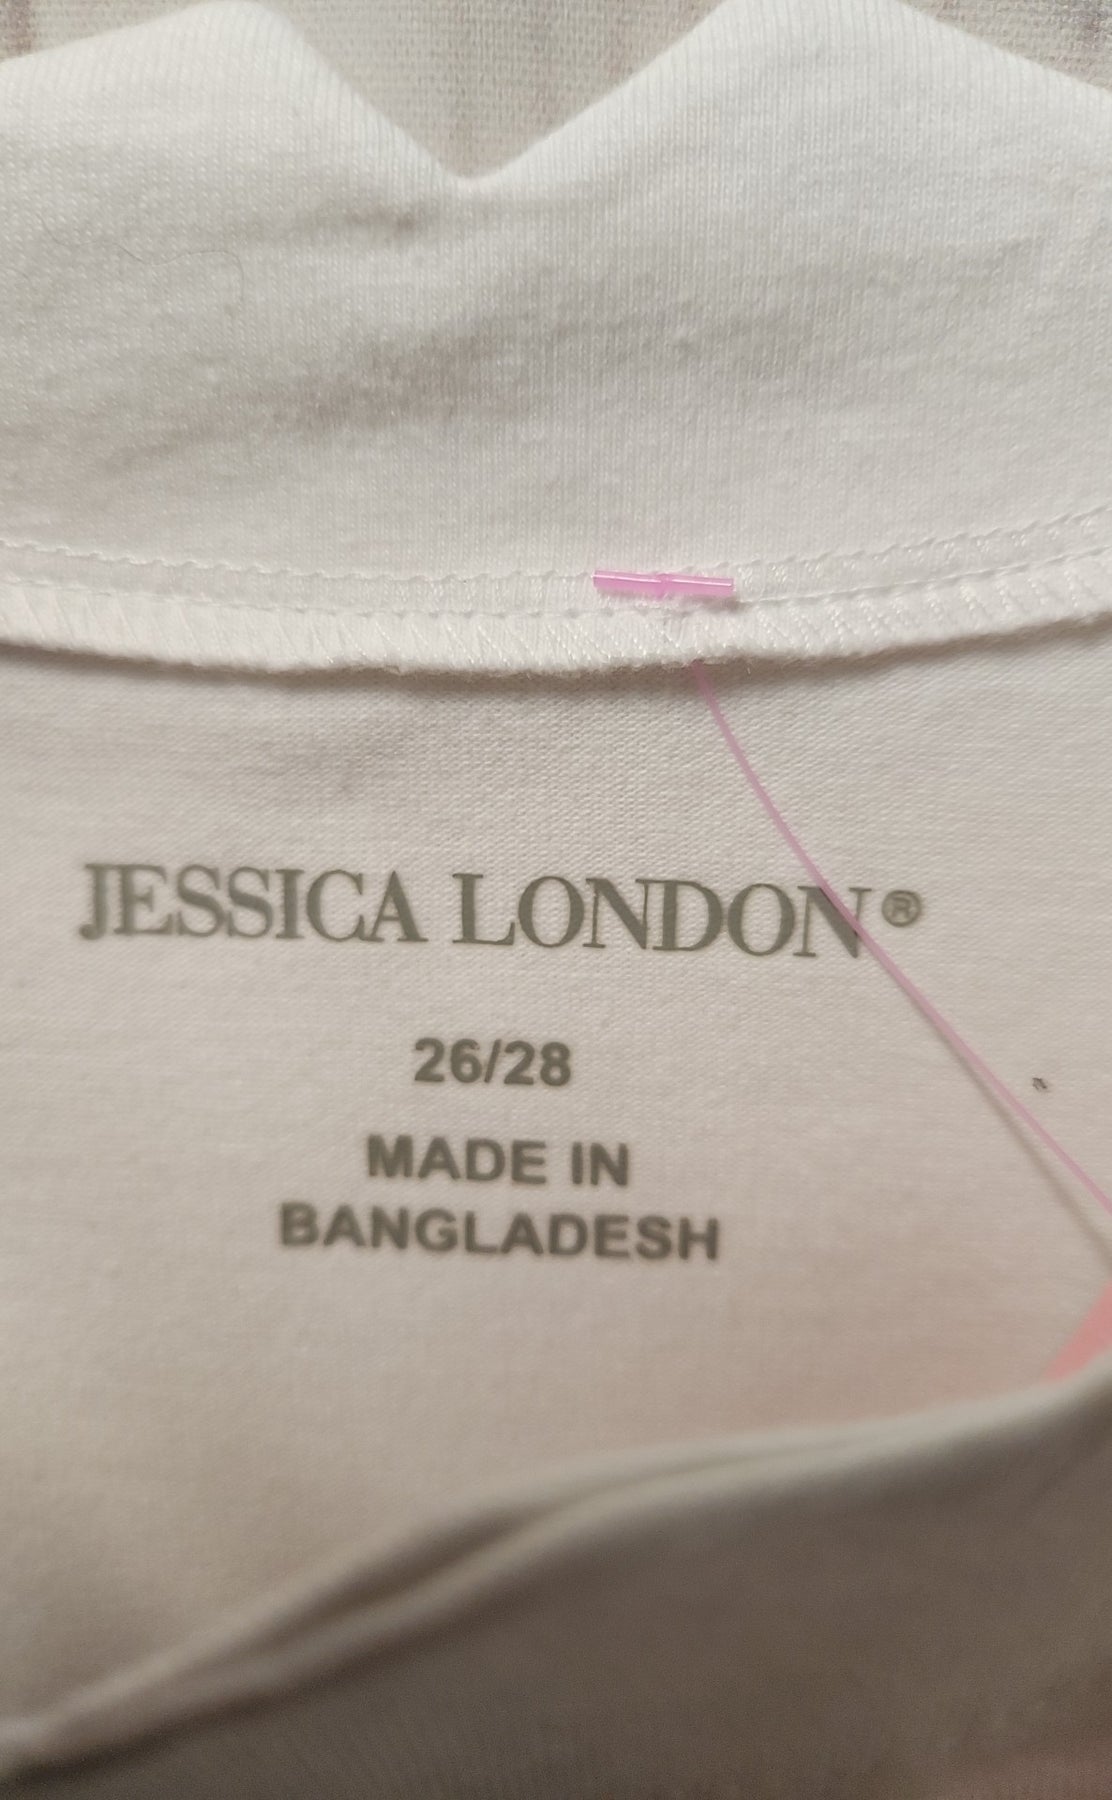 JESSICA LONDON®
26/28
MADE IN
BANGLADESH